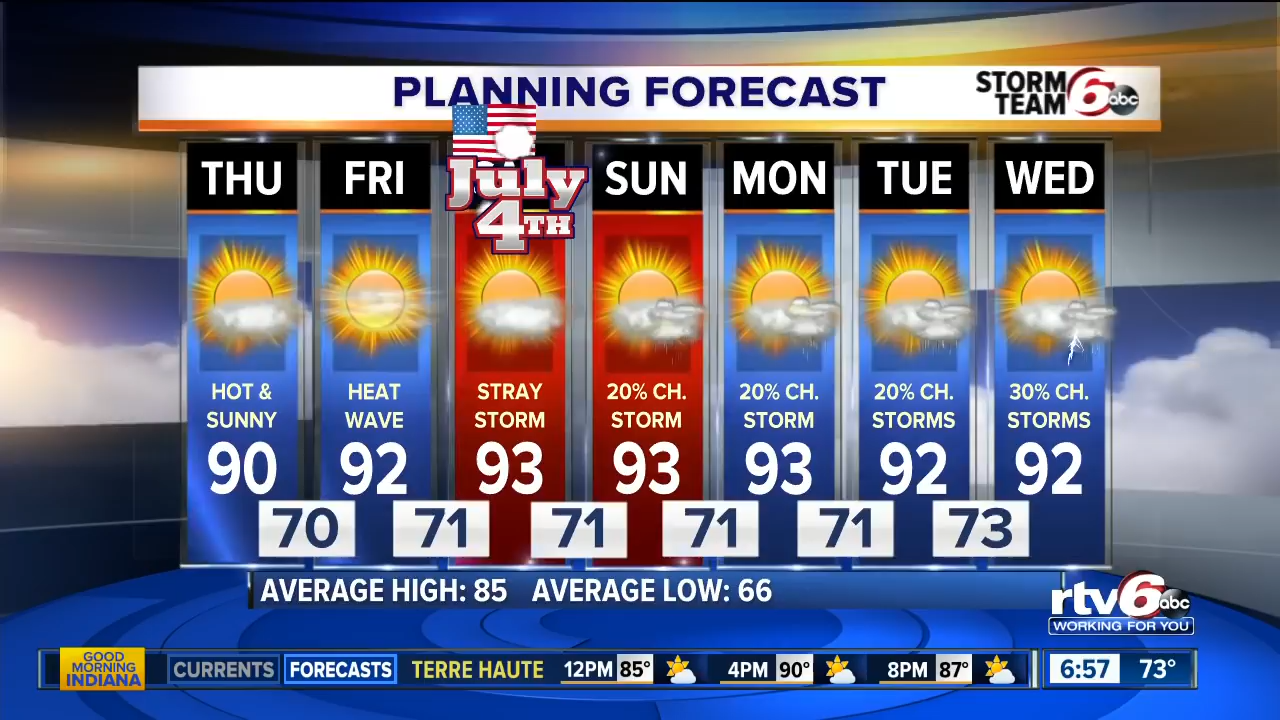 PLANNING FORECAST
STORM
TEAM 6 abc
THU
FRI
July
4TH
SUN
MON
TUE
WED
HOT &
SUNNY
90
HEAT
WAVE
92
STRAY
STORM
93
20% CH.
STORM
93
20% CH.
STORM
93
20% CH.
STORMS
92
30% CH.
STORMS
92
70
71
71
71
71
73
AVERAGE HIGH: 85 AVERAGE LOW: 66
rtv6 abc
WORKING FOR YOU
GOOD
MORNING
INDIANA
CURRENTS
FORECASTS
TERRE HAUTE
12PM 85°
4PM 90°
8PM 87°
6:57 73°